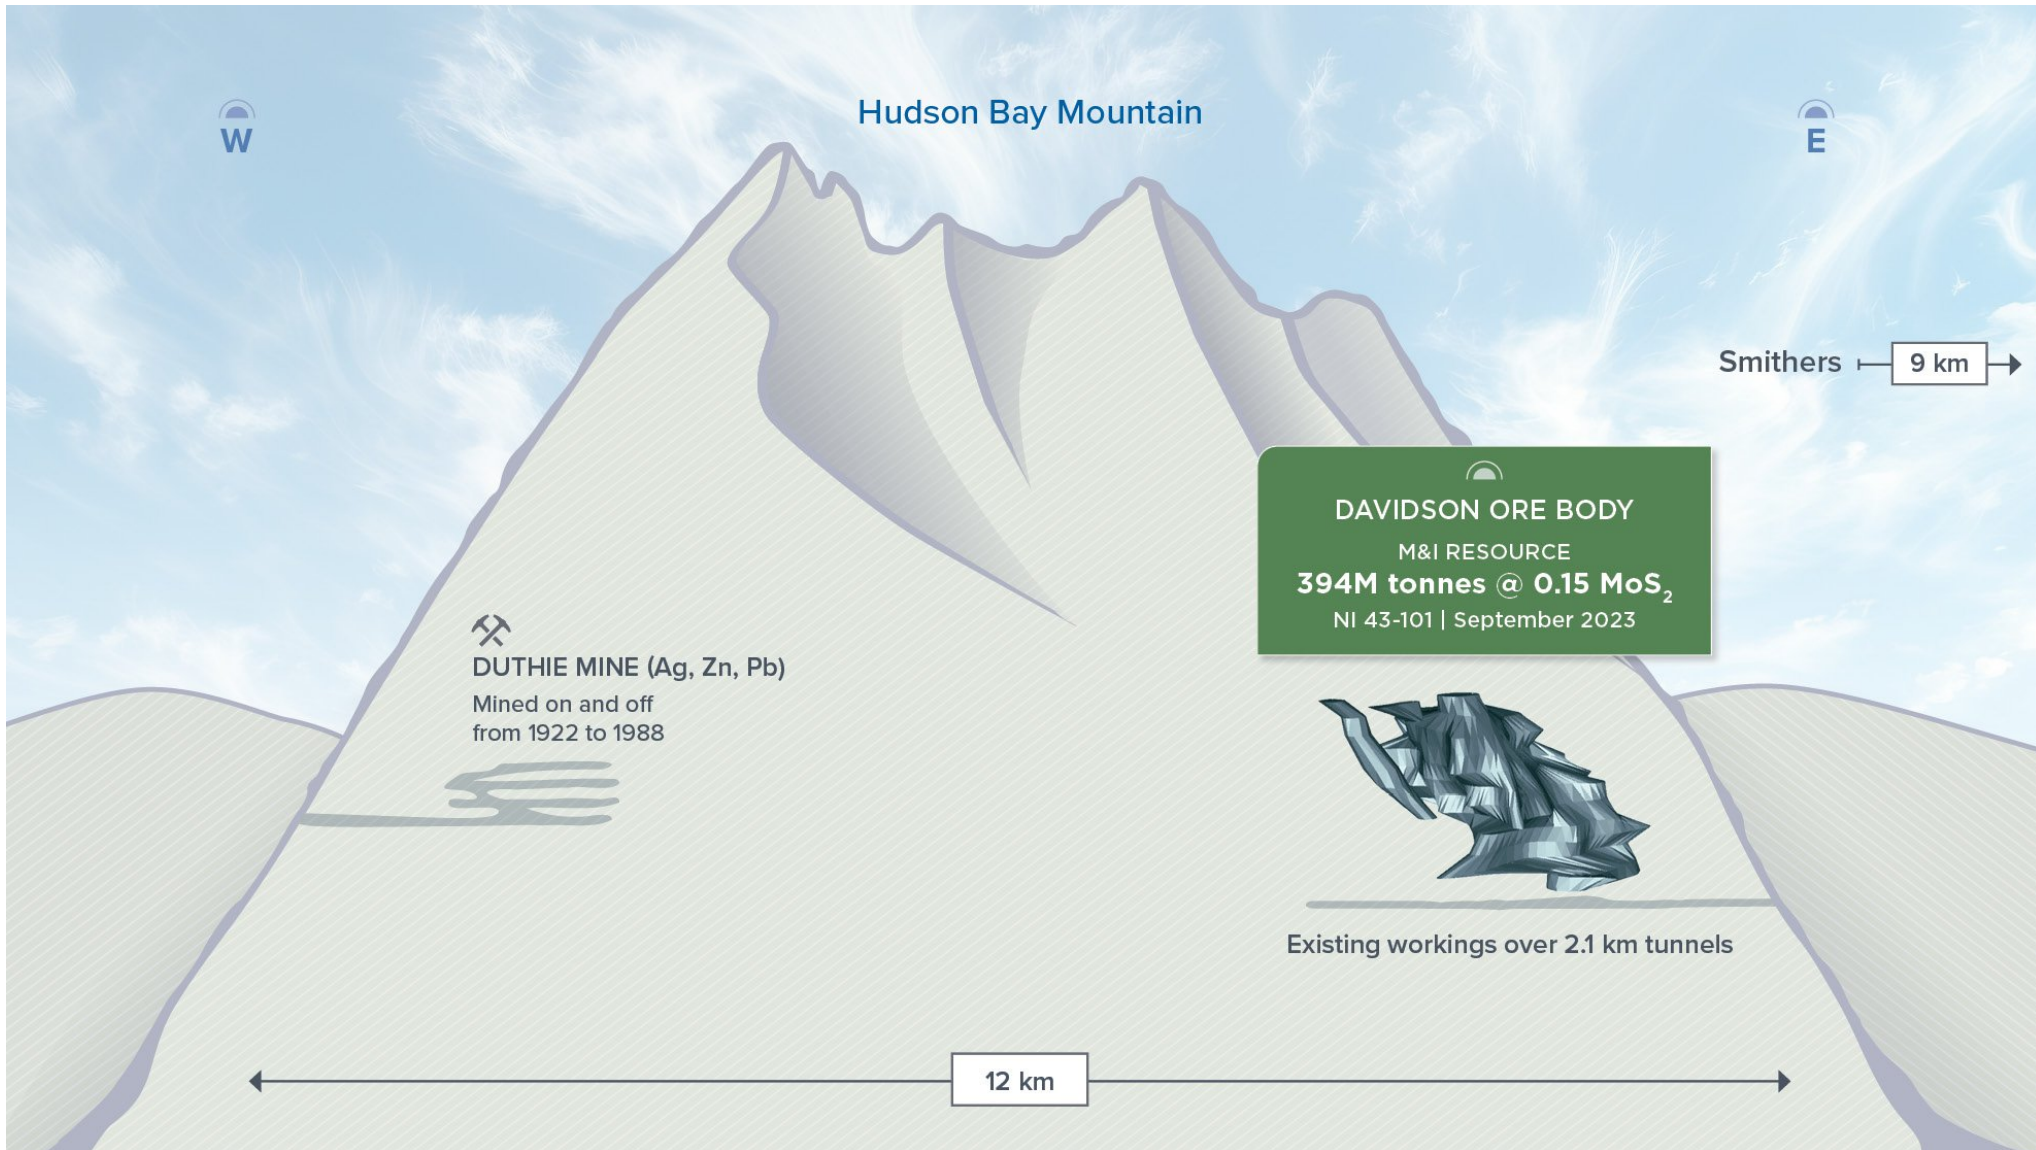 Hudson Bay Mountain
W
E
Smithers 9 km
DAVIDSON ORE BODY
M&I RESOURCE
394M tonnes @ 0.15 MoS₂
NI 43-101 | September 2023
DUTHIE MINE (Ag, Zn, Pb)
Mined on and off
from 1922 to 1988
Existing workings over 2.1 km tunnels
12 km